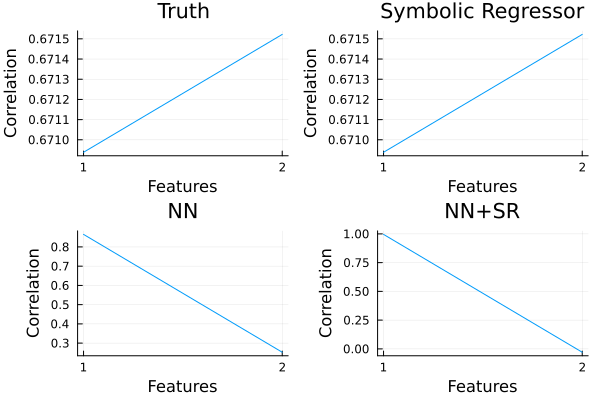 Truth
0.6715
0.6714
0.6713
0.6712
0.6711
0.6710
Correlation
1
2
Features
Symbolic Regressor
0.6715
0.6714
0.6713
0.6712
0.6711
0.6710
Correlation
1
2
Features
NN
0.8
0.7
0.6
0.5
0.4
0.3
Correlation
1
2
Features
NN+SR
1.00
0.75
0.50
0.25
0.00
Correlation
1
2
Features